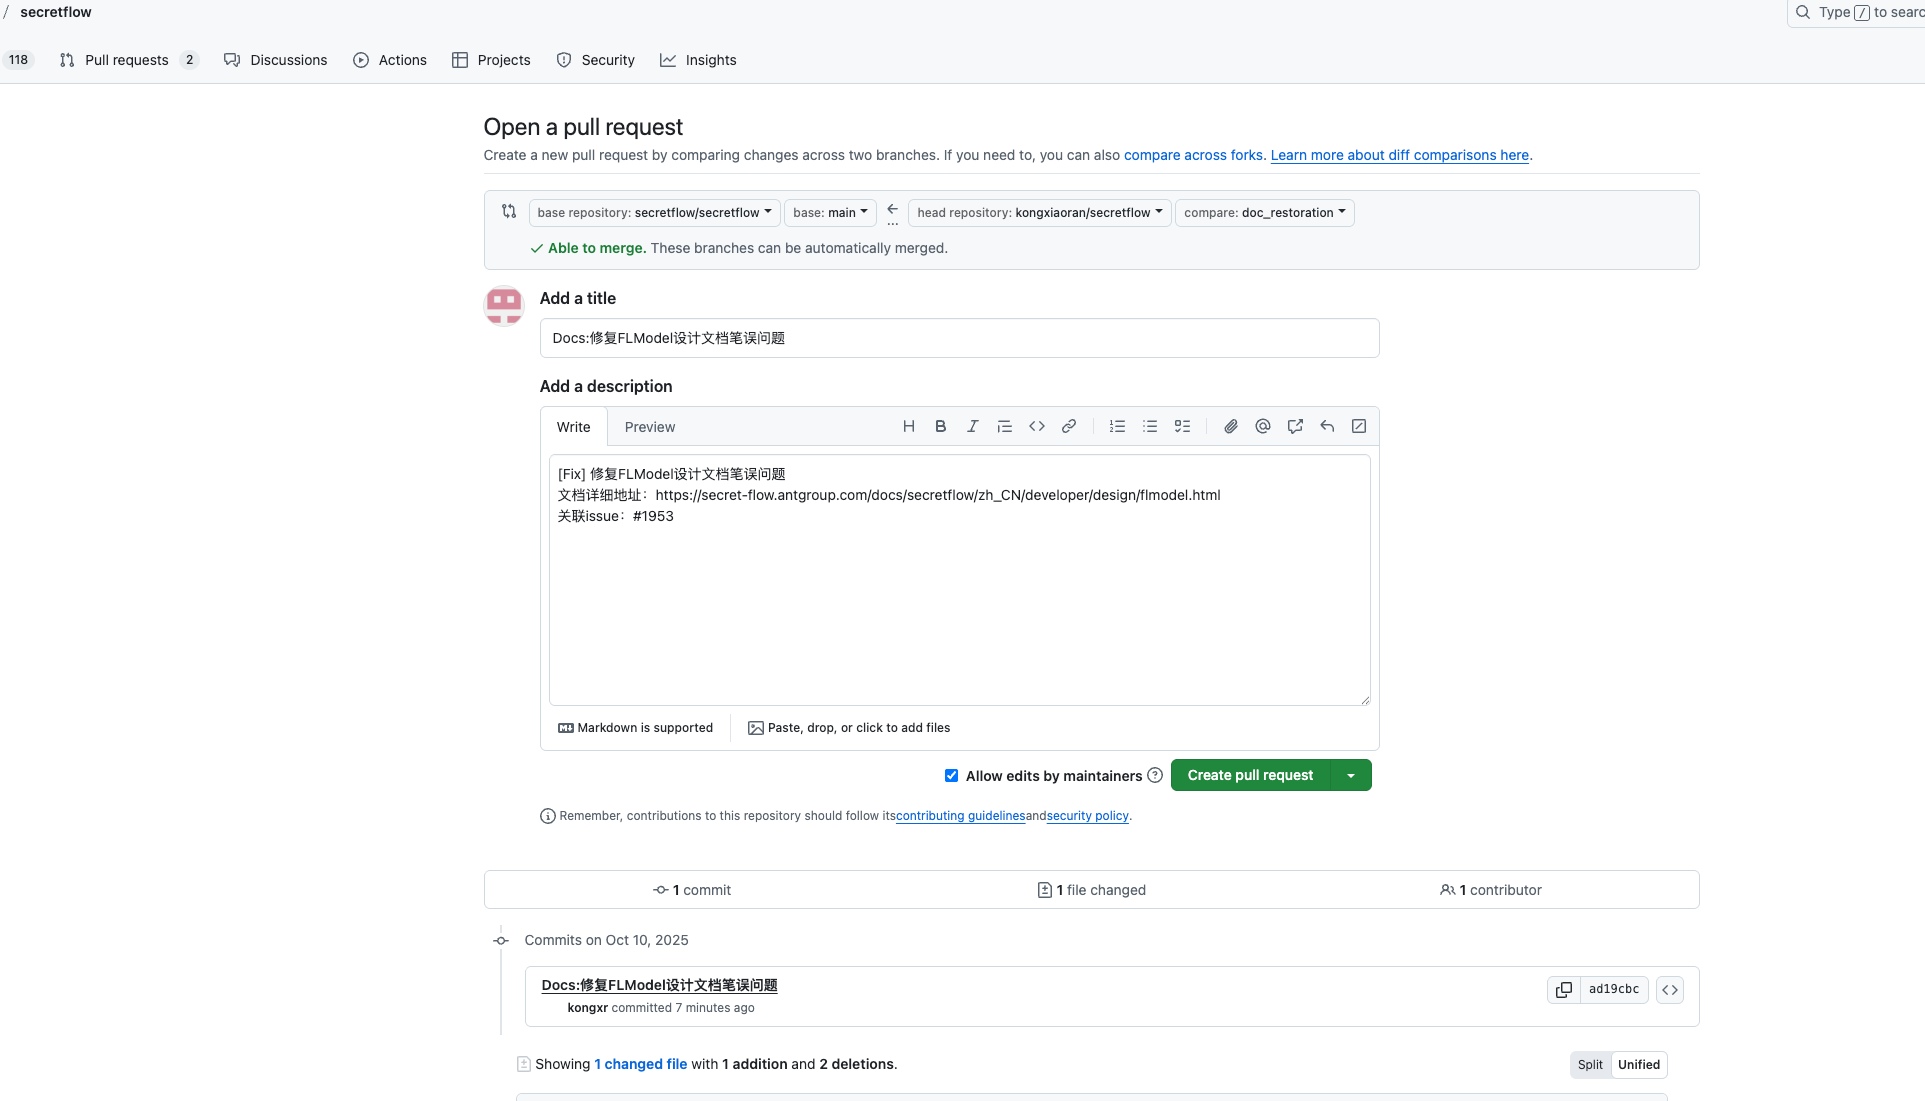 / secretflow
Type / to searc
118 Pull requests 2 Discussions Actions Projects Security Insights
Open a pull request
Create a new pull request by comparing changes across two branches. If you need to, you can also compare across forks. Learn more about diff comparisons here.
base repository: secretflow/secretflow base: main ← ... head repository: kongxiaoran/secretflow compare: doc_restoration
Able to merge. These branches can be automatically merged.
Add a title
Docs:修复FLModel设计文档笔误问题
Add a description
Write Preview
[Fix] 修复FLModel设计文档笔误问题
文档详细地址：https://secret-flow.antgroup.com/docs/secretflow/zh_CN/developer/design/flmodel.html
关联issue：#1953
Markdown is supported Paste, drop, or click to add files
Allow edits by maintainers Create pull request
Remember, contributions to this repository should follow itscontributing guidelinesandsecurity policy.
1 commit 1 file changed 1 contributor
Commits on Oct 10, 2025
Docs:修复FLModel设计文档笔误问题
ad19cbc
kongxr committed 7 minutes ago
Showing 1 changed file with 1 addition and 2 deletions.
Split Unified